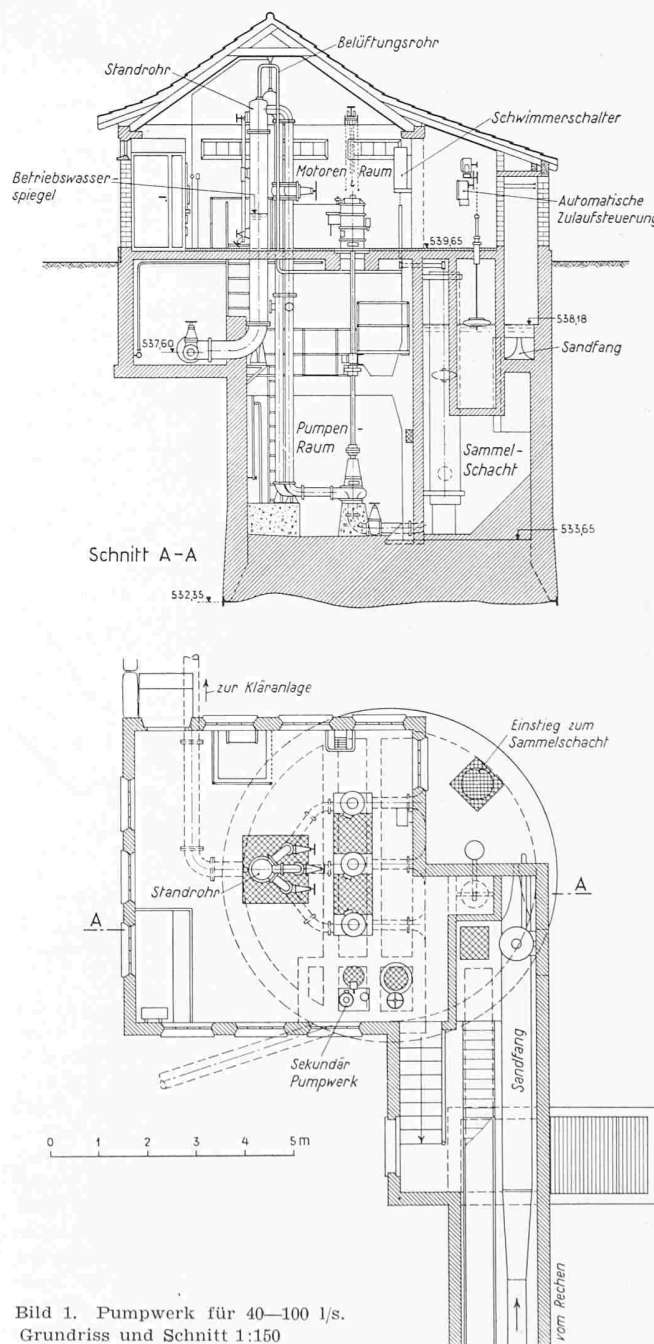 Belüftungsrohr
Standrohr
Schwimmerschalter
Motoren Raum
Betriebswasser-
spiegel
Automatische
Zulaufsteuerung
539,65
538,18
537,60
Sandfang
Pumpen
Raum
Sammel-
Schacht
533,65
Schnitt A-A
532,35
zur Kläranlage
Einstieg zum
Sammelschacht
Standrohr
A
A
Sekundär
Pumpwerk
Sandfang
0 1 2 3 4 5 m
vom Rechen
Bild 1. Pumpwerk für 40—100 l/s.
Grundriss und Schnitt 1:150